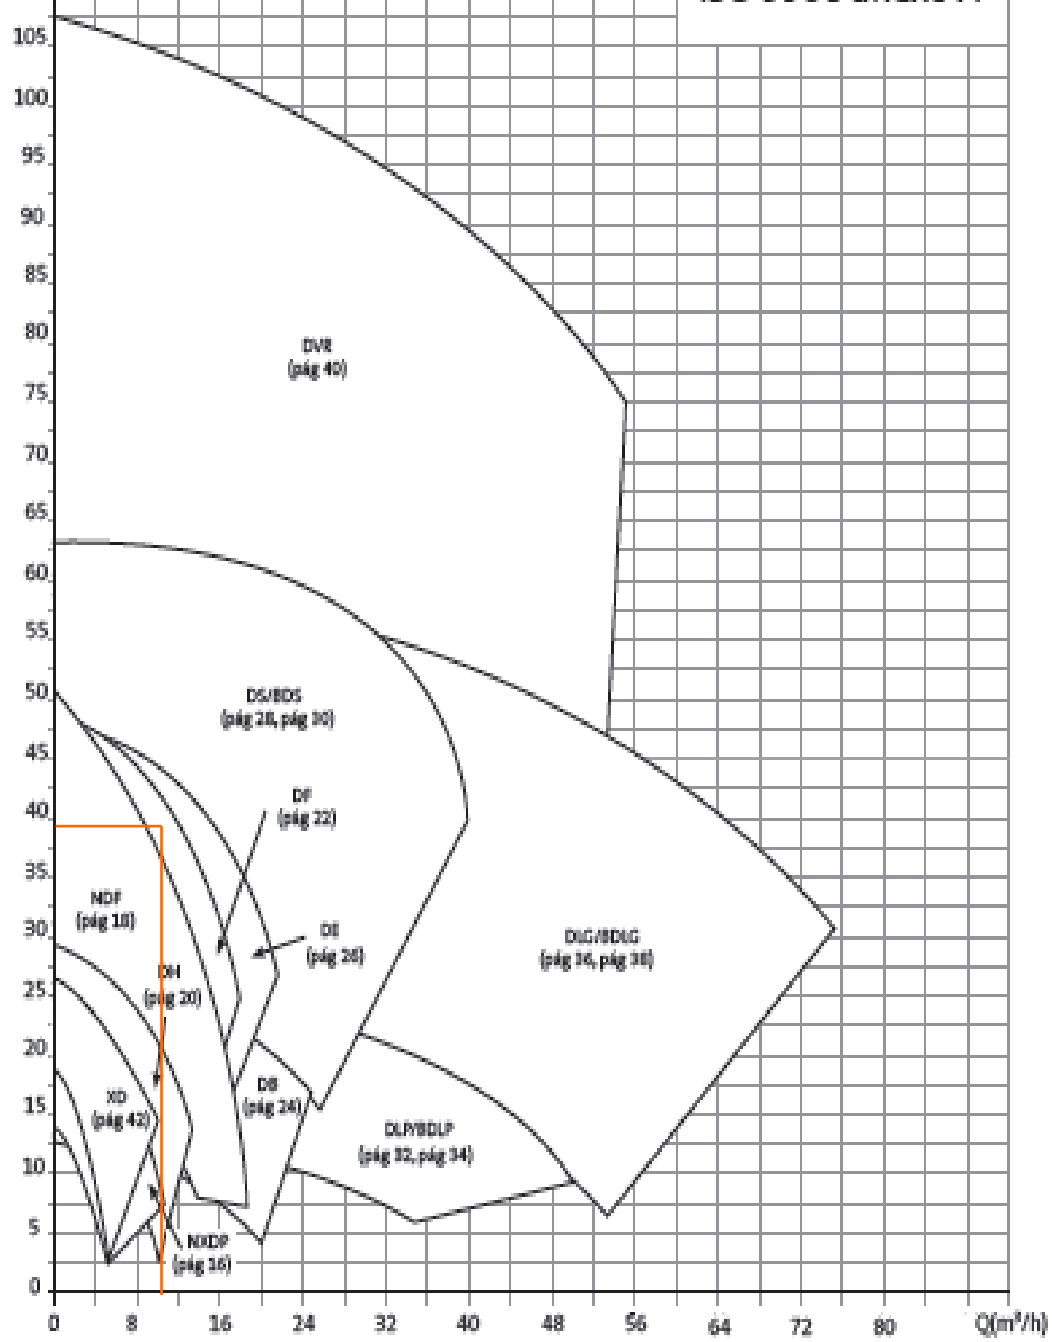 105
100
95
90
85
80
DVR
(pág 40)
75
70
65
60
55
50
DS/BDS
(pág 28, pág 30)
45
40
DF
(pág 22)
35
NDF
(pág 18)
30
DE
(pág 26)
DLG/BDLG
(pág 36, pág 38)
DH
(pág 20)
25
20
DB
(pág 24)
XD
(pág 42)
15
DLP/BDLP
(pág 32, pág 34)
10
5
NXDP
(pág 16)
0
0 8 16 24 32 40 48 56 64 72 80 Q(m³/h)